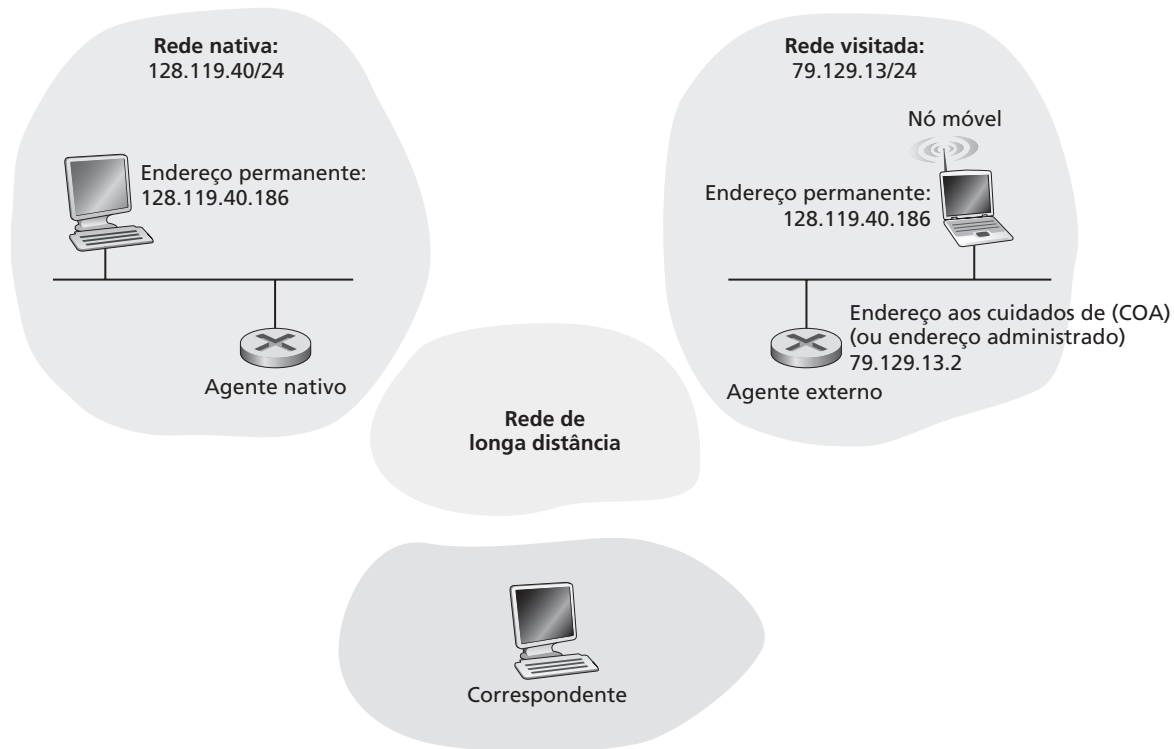 Rede nativa:
128.119.40/24
Endereço permanente:
128.119.40.186
Agente nativo
Rede visitada:
79.129.13/24
Nó móvel
Endereço permanente:
128.119.40.186
Endereço aos cuidados de (COA)
(ou endereço administrado)
79.129.13.2
Agente externo
Rede de
longa distância
Correspondente